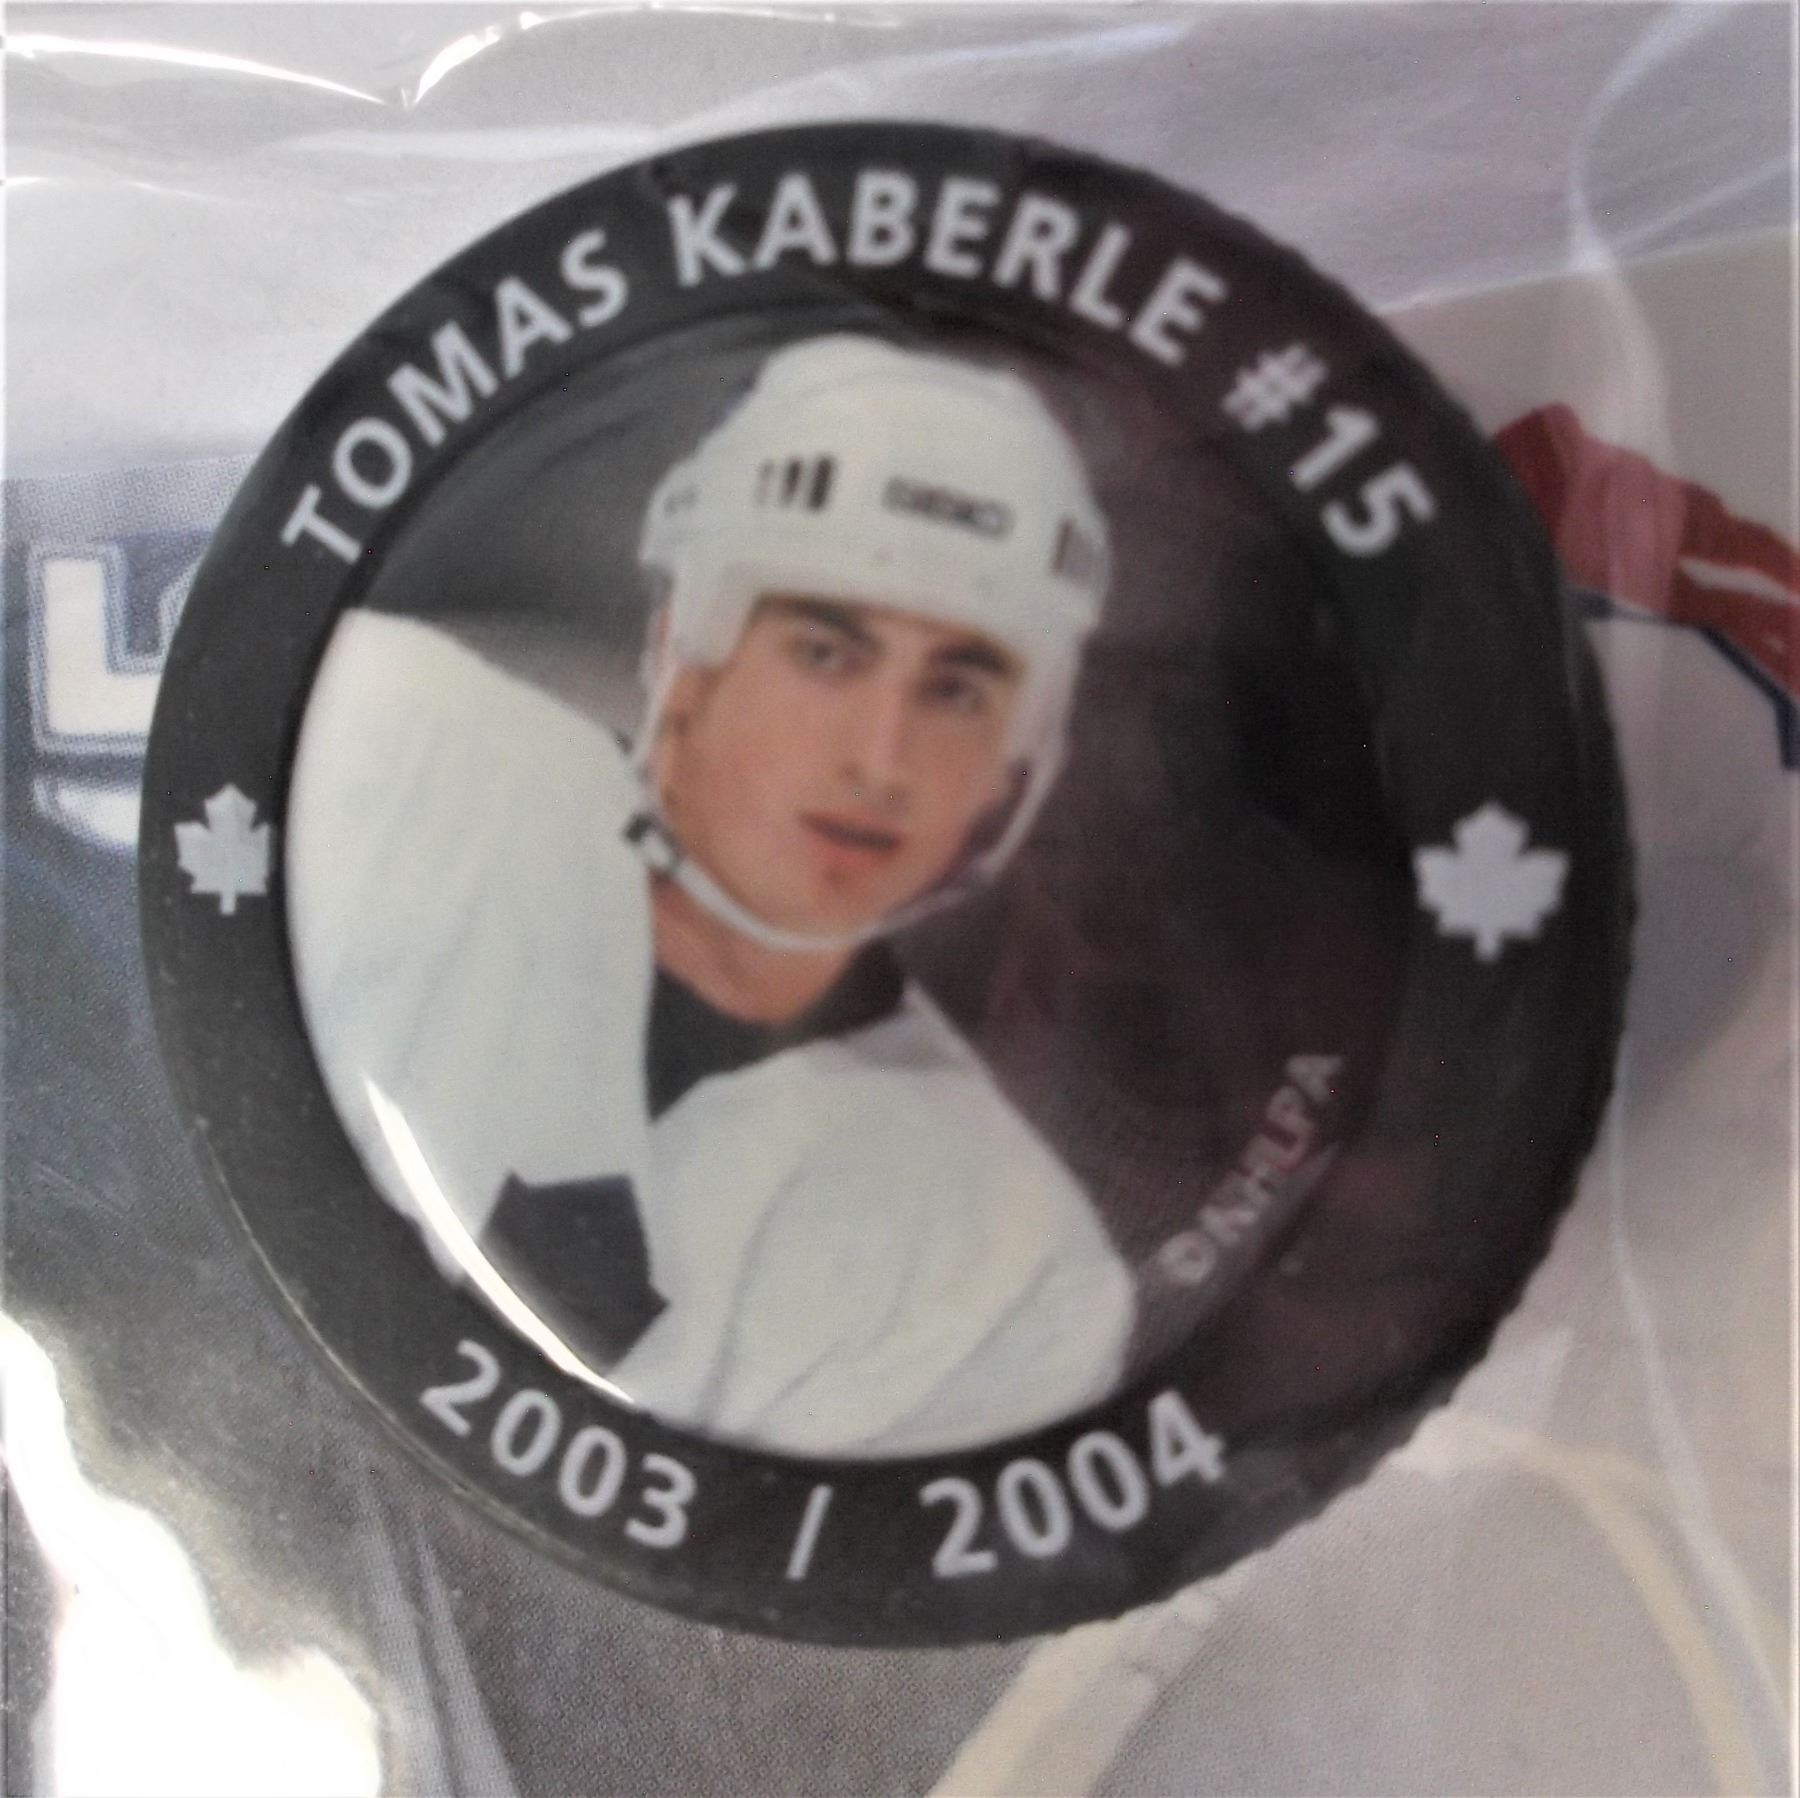 TOMAS KABERLE #15
©NHLPA
2003 / 2004